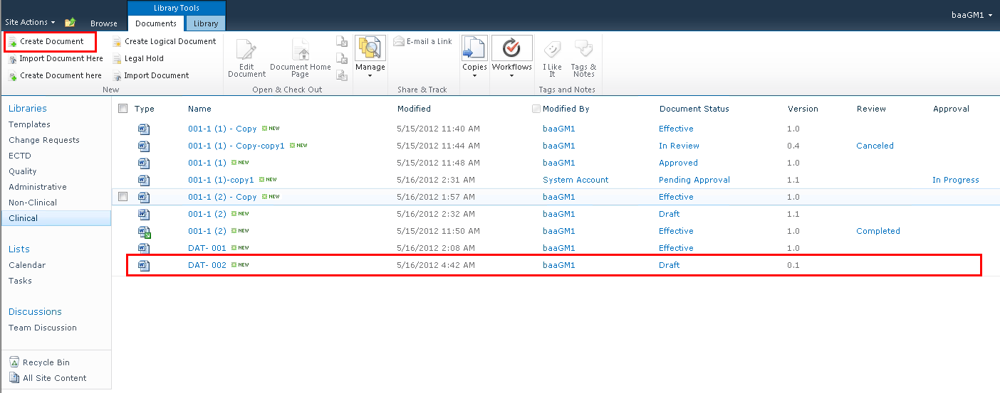 Library Tools
Site Actions Browse Documents Library baaGM1
Create Document Create Logical Document
Import Document Here Legal Hold
Create Document here Import Document
New
Edit Document
Document Home Page
Open & Check Out
Manage
E-mail a Link
Share & Track
Copies
Workflows
I Like It
Tags & Notes
Tags and Notes
Libraries
Templates
Change Requests
ECTD
Quality
Administrative
Non-Clinical
Clinical
Lists
Calendar
Tasks
Discussions
Team Discussion
Recycle Bin
All Site Content
Type Name Modified Modified By Document Status Version Review Approval
001-1 (1) - Copy NEW 5/15/2012 11:40 AM baaGM1 Effective 1.0
001-1 (1) - Copy-copy1 NEW 5/15/2012 11:44 AM baaGM1 In Review 0.4 Canceled
001-1 (1) NEW 5/15/2012 11:48 AM baaGM1 Approved 1.0
001-1 (1)-copy1 NEW 5/16/2012 2:31 AM System Account Pending Approval 1.1 In Progress
001-1 (2) - Copy NEW 5/16/2012 1:57 AM baaGM1 Effective 1.0
001-1 (2) NEW 5/16/2012 2:32 AM baaGM1 Draft 1.1
001-1 (2) NEW 5/15/2012 11:50 AM baaGM1 Effective 1.0 Completed
DAT- 001 NEW 5/16/2012 2:08 AM baaGM1 Effective 1.0
DAT- 002 NEW 5/16/2012 4:42 AM baaGM1 Draft 0.1